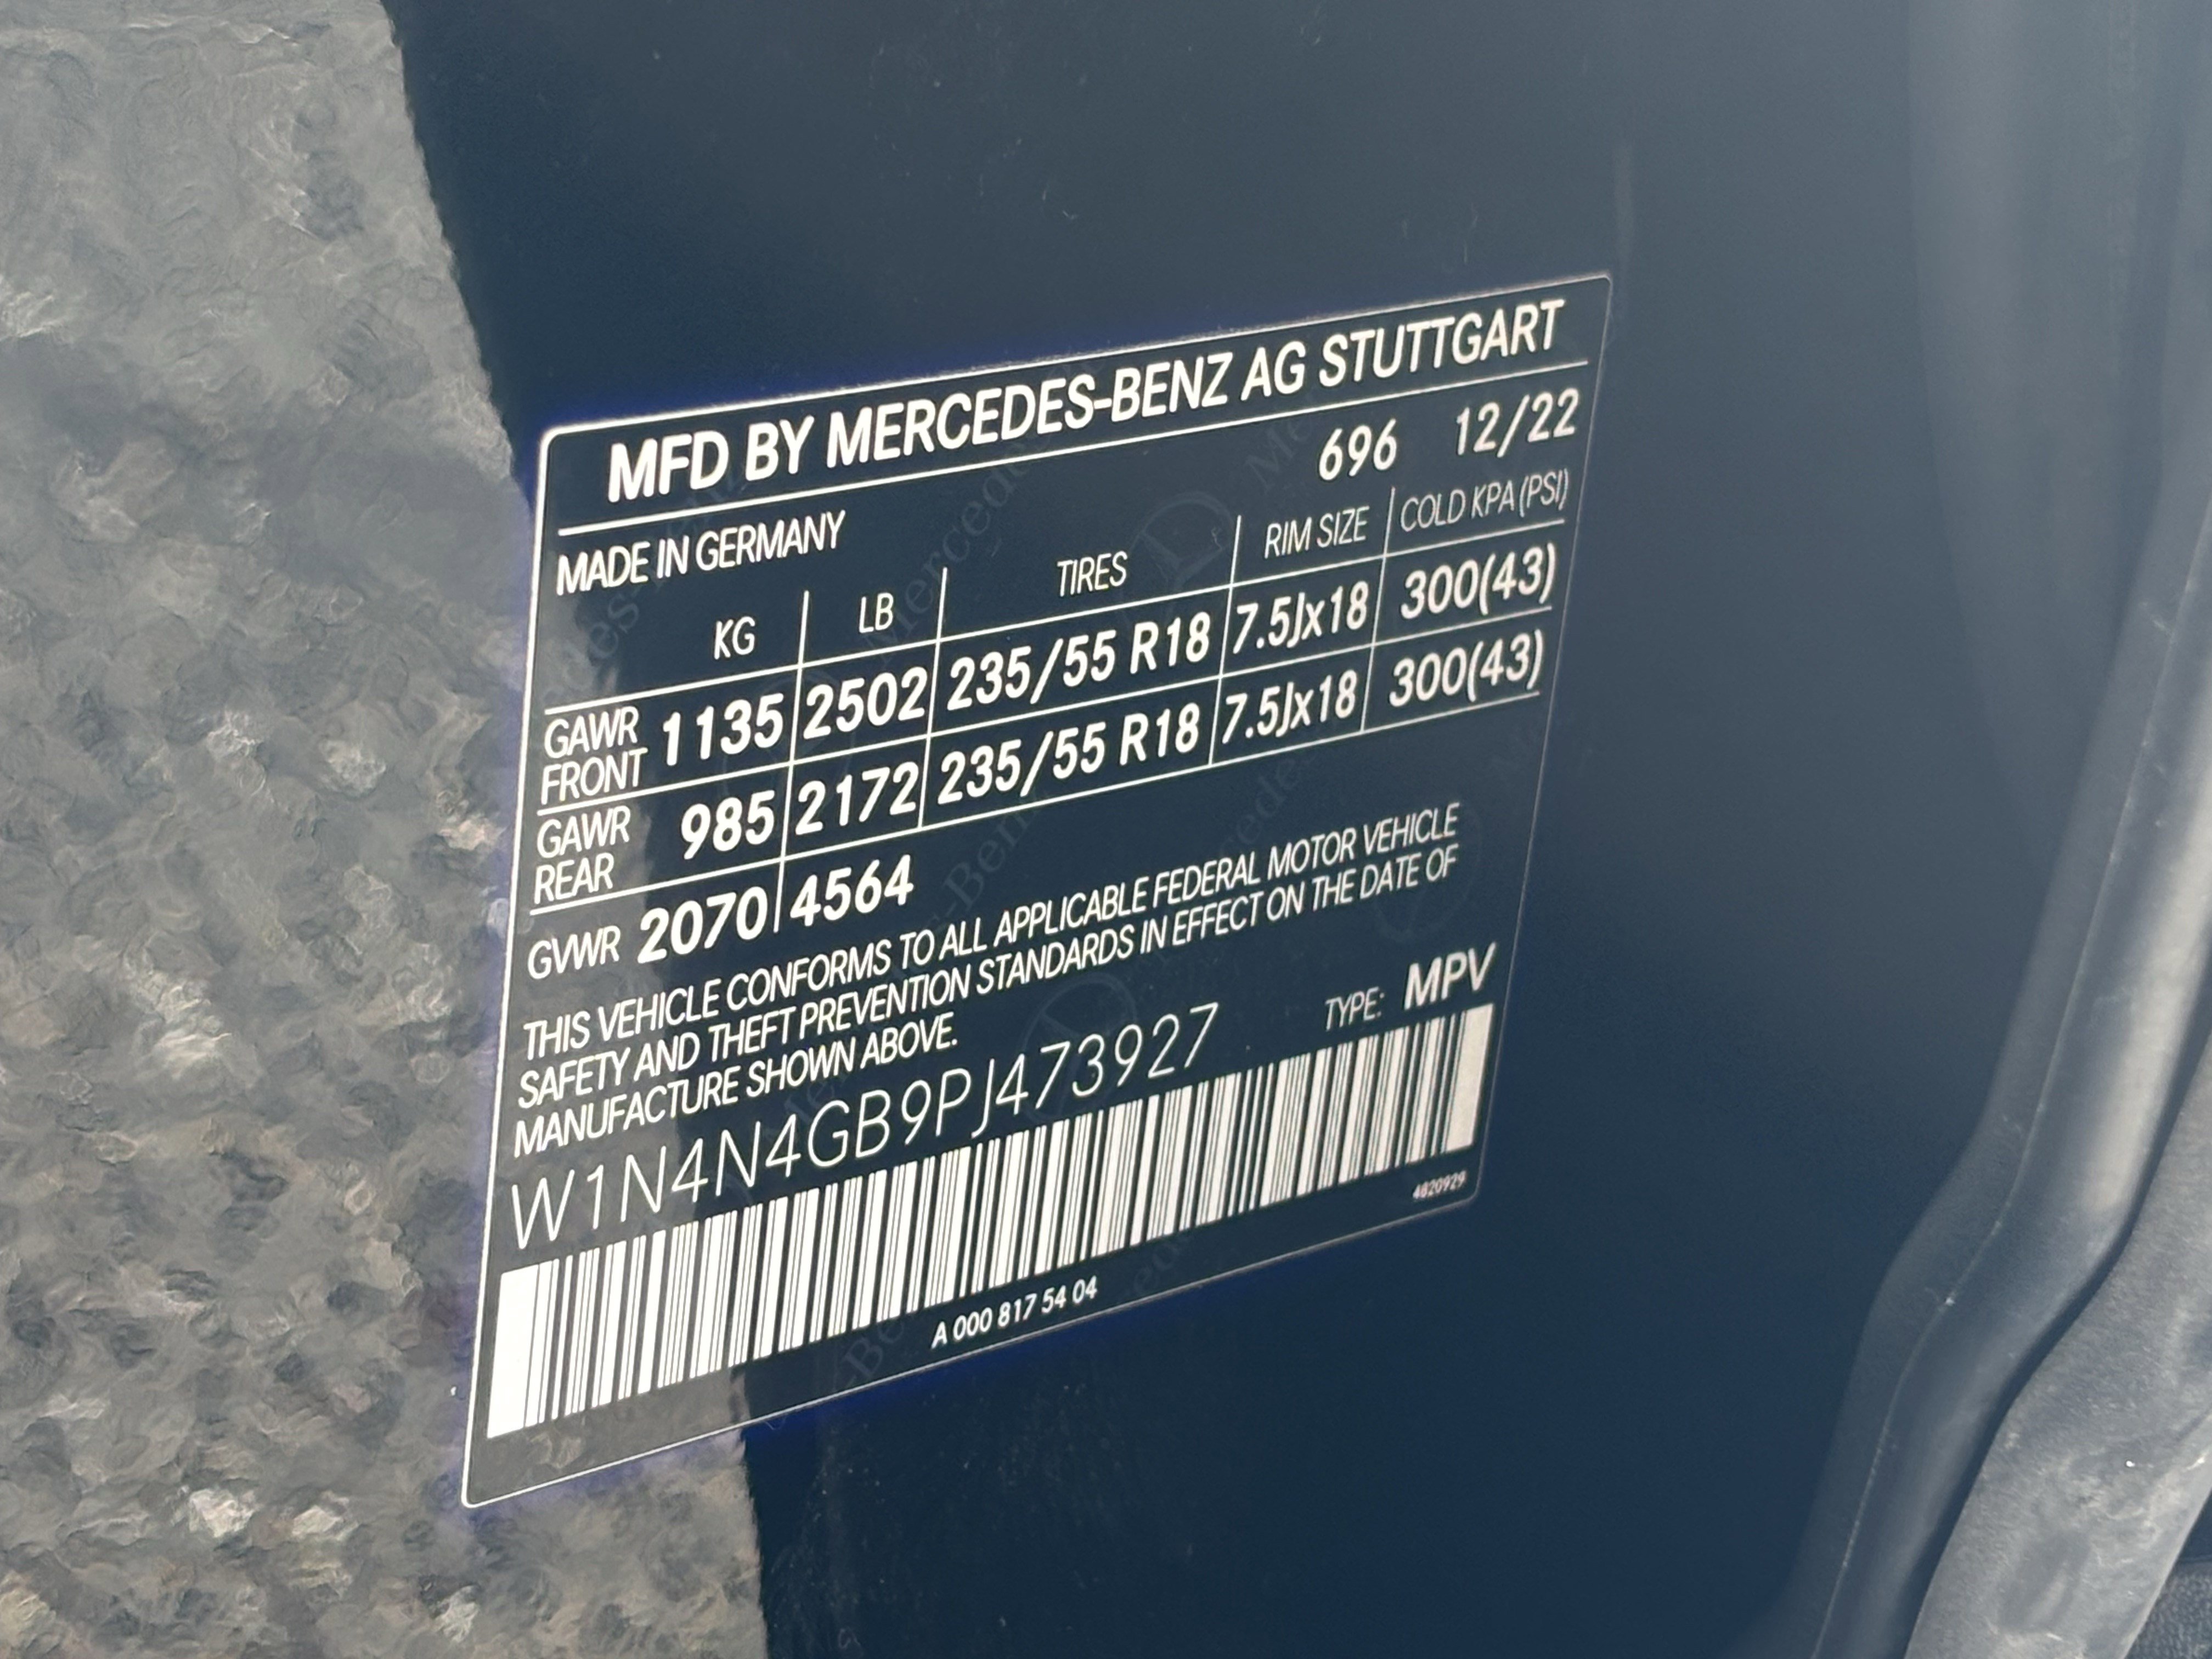 MFD BY MERCEDES-BENZ AG STUTTGART
696 12/22
MADE IN GERMANY
KG LB TIRES RIM SIZE COLD KPA (PSI)
GAWR FRONT 1135 2502 235/55 R18 7.5Jx18 300(43)
GAWR REAR 985 2172 235/55 R18 7.5Jx18 300(43)
GVWR 2070 4564
THIS VEHICLE CONFORMS TO ALL APPLICABLE FEDERAL MOTOR VEHICLE
SAFETY AND THEFT PREVENTION STANDARDS IN EFFECT ON THE DATE OF
MANUFACTURE SHOWN ABOVE.
TYPE: MPV
W1N4N4GB9PJ473927
4820929
A 000 817 54 04